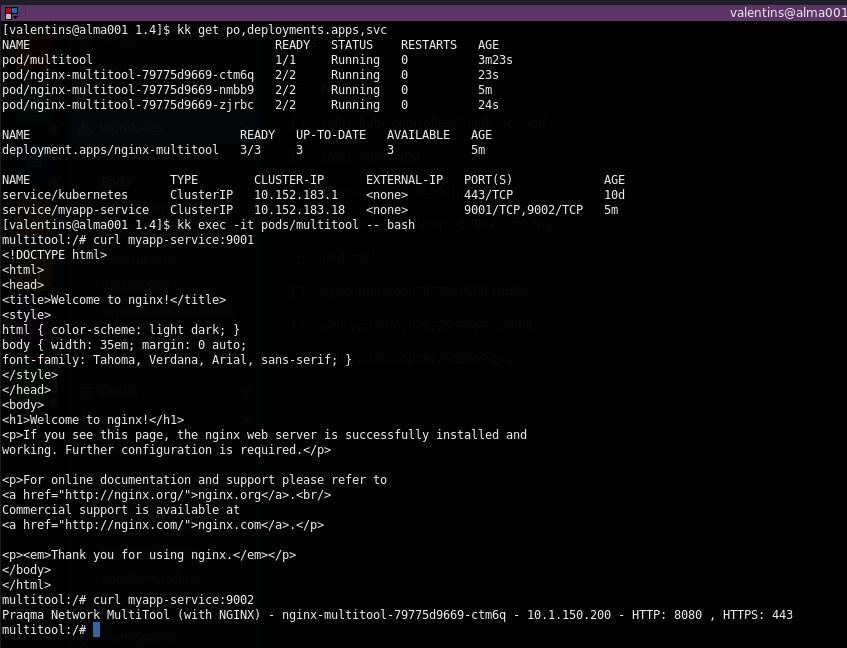 valentins@alma001
[valentins@alma001 1.4]$ kk get po,deployments.apps,svc
NAME                                   READY   STATUS    RESTARTS   AGE
pod/multitool                          1/1     Running   0          3m23s
pod/nginx-multitool-79775d9669-ctm6q   2/2     Running   0          23s
pod/nginx-multitool-79775d9669-nmbb9   2/2     Running   0          5m
pod/nginx-multitool-79775d9669-zjrbc   2/2     Running   0          24s
NAME                              READY   UP-TO-DATE   AVAILABLE   AGE
deployment.apps/nginx-multitool   3/3     3            3           5m
NAME                    TYPE        CLUSTER-IP      EXTERNAL-IP   PORT(S)             AGE
service/kubernetes      ClusterIP   10.152.183.1    <none>        443/TCP             10d
service/myapp-service   ClusterIP   10.152.183.18   <none>        9001/TCP,9002/TCP   5m
[valentins@alma001 1.4]$ kk exec -it pods/multitool -- bash
multitool:/# curl myapp-service:9001
<!DOCTYPE html>
<html>
<head>
<title>Welcome to nginx!</title>
<style>
html { color-scheme: light dark; }
body { width: 35em; margin: 0 auto;
font-family: Tahoma, Verdana, Arial, sans-serif; }
</style>
</head>
<body>
<h1>Welcome to nginx!</h1>
<p>If you see this page, the nginx web server is successfully installed and
working. Further configuration is required.</p>
<p>For online documentation and support please refer to
<a href="http://nginx.org/">nginx.org</a>.<br/>
Commercial support is available at
<a href="http://nginx.com/">nginx.com</a>.</p>
<p><em>Thank you for using nginx.</em></p>
</body>
</html>
multitool:/# curl myapp-service:9002
Praqma Network MultiTool (with NGINX) - nginx-multitool-79775d9669-ctm6q - 10.1.150.200 - HTTP: 8080 , HTTPS: 443
multitool:/#